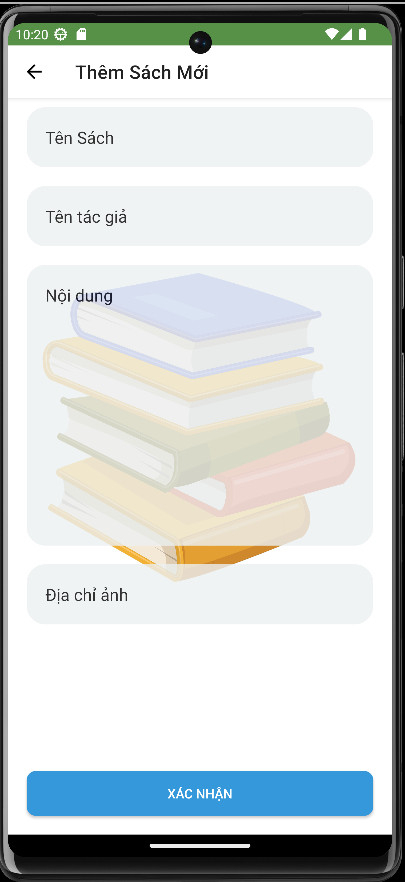 10:20
Thêm Sách Mới
Tên Sách
Tên tác giả
Nội dung
Địa chỉ ảnh
XÁC NHẬN